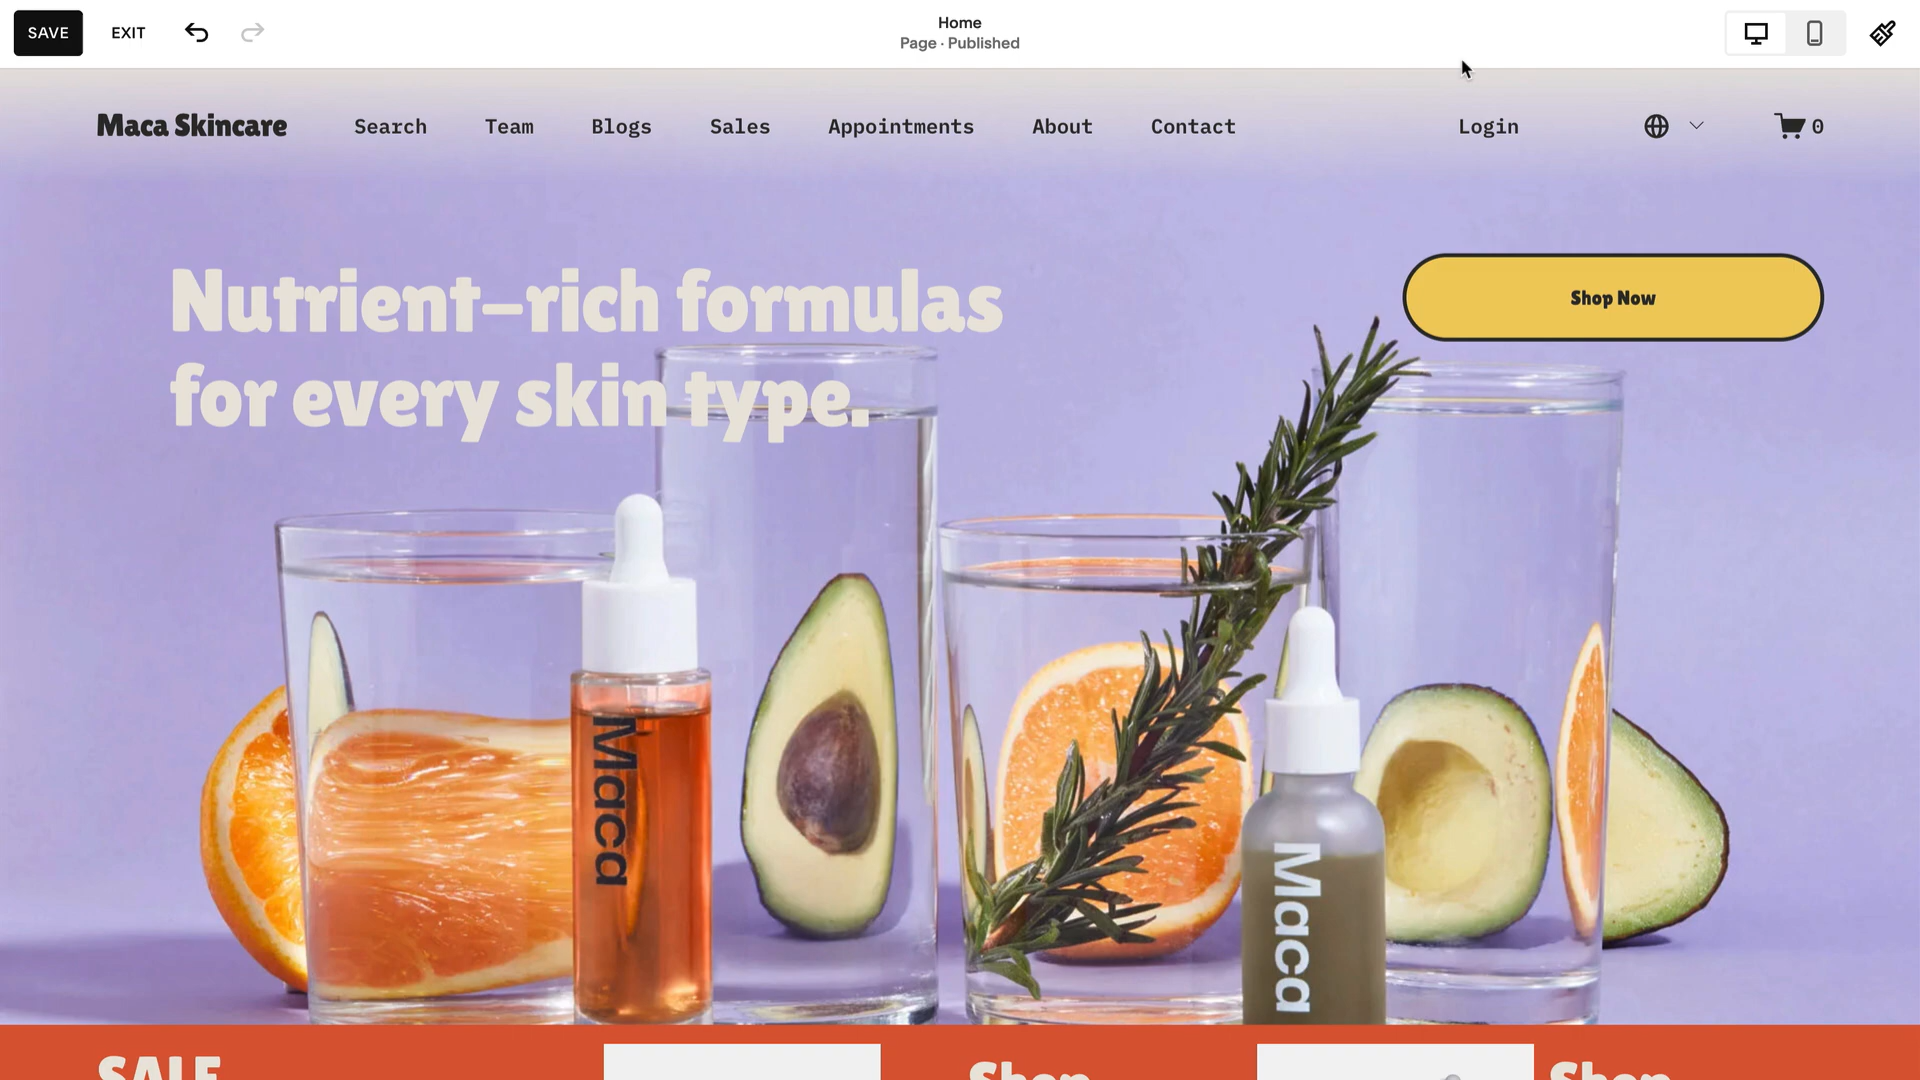 SAVE
EXIT
Home
Page · Published
Maca Skincare
Search
Team
Blogs
Sales
Appointments
About
Contact
Login
0
Nutrient-rich formulas
for every skin type.
Shop Now
Maca
Maca
SALE
Shop
Shop